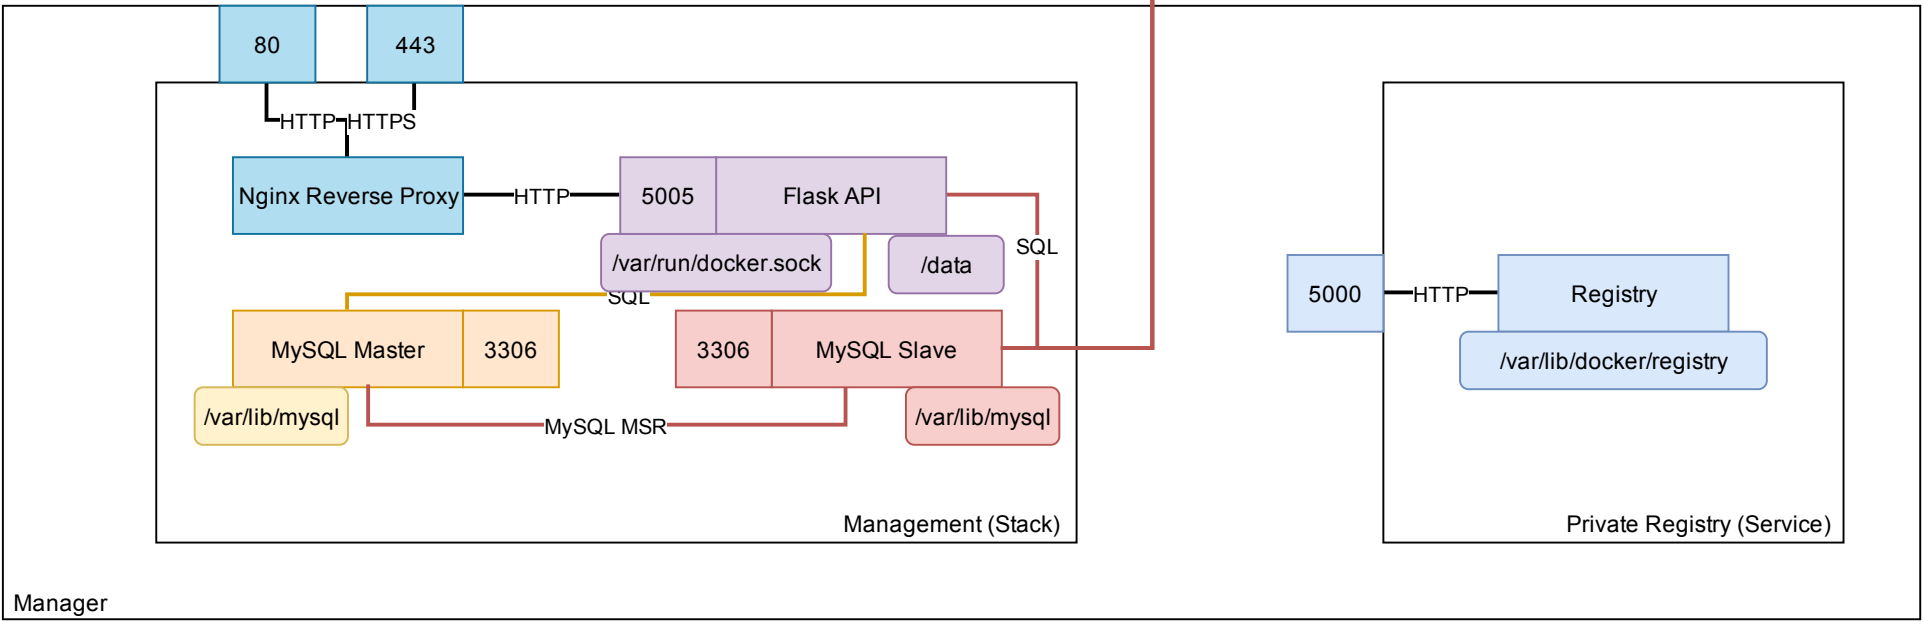 80
443
HTTP
HTTPS
Nginx Reverse Proxy
HTTP
5005
Flask API
/var/run/docker.sock
/data
SQL
SQL
MySQL Master
3306
3306
MySQL Slave
/var/lib/mysql
MySQL MSR
/var/lib/mysql
Management (Stack)
5000
HTTP
Registry
/var/lib/docker/registry
Private Registry (Service)
Manager